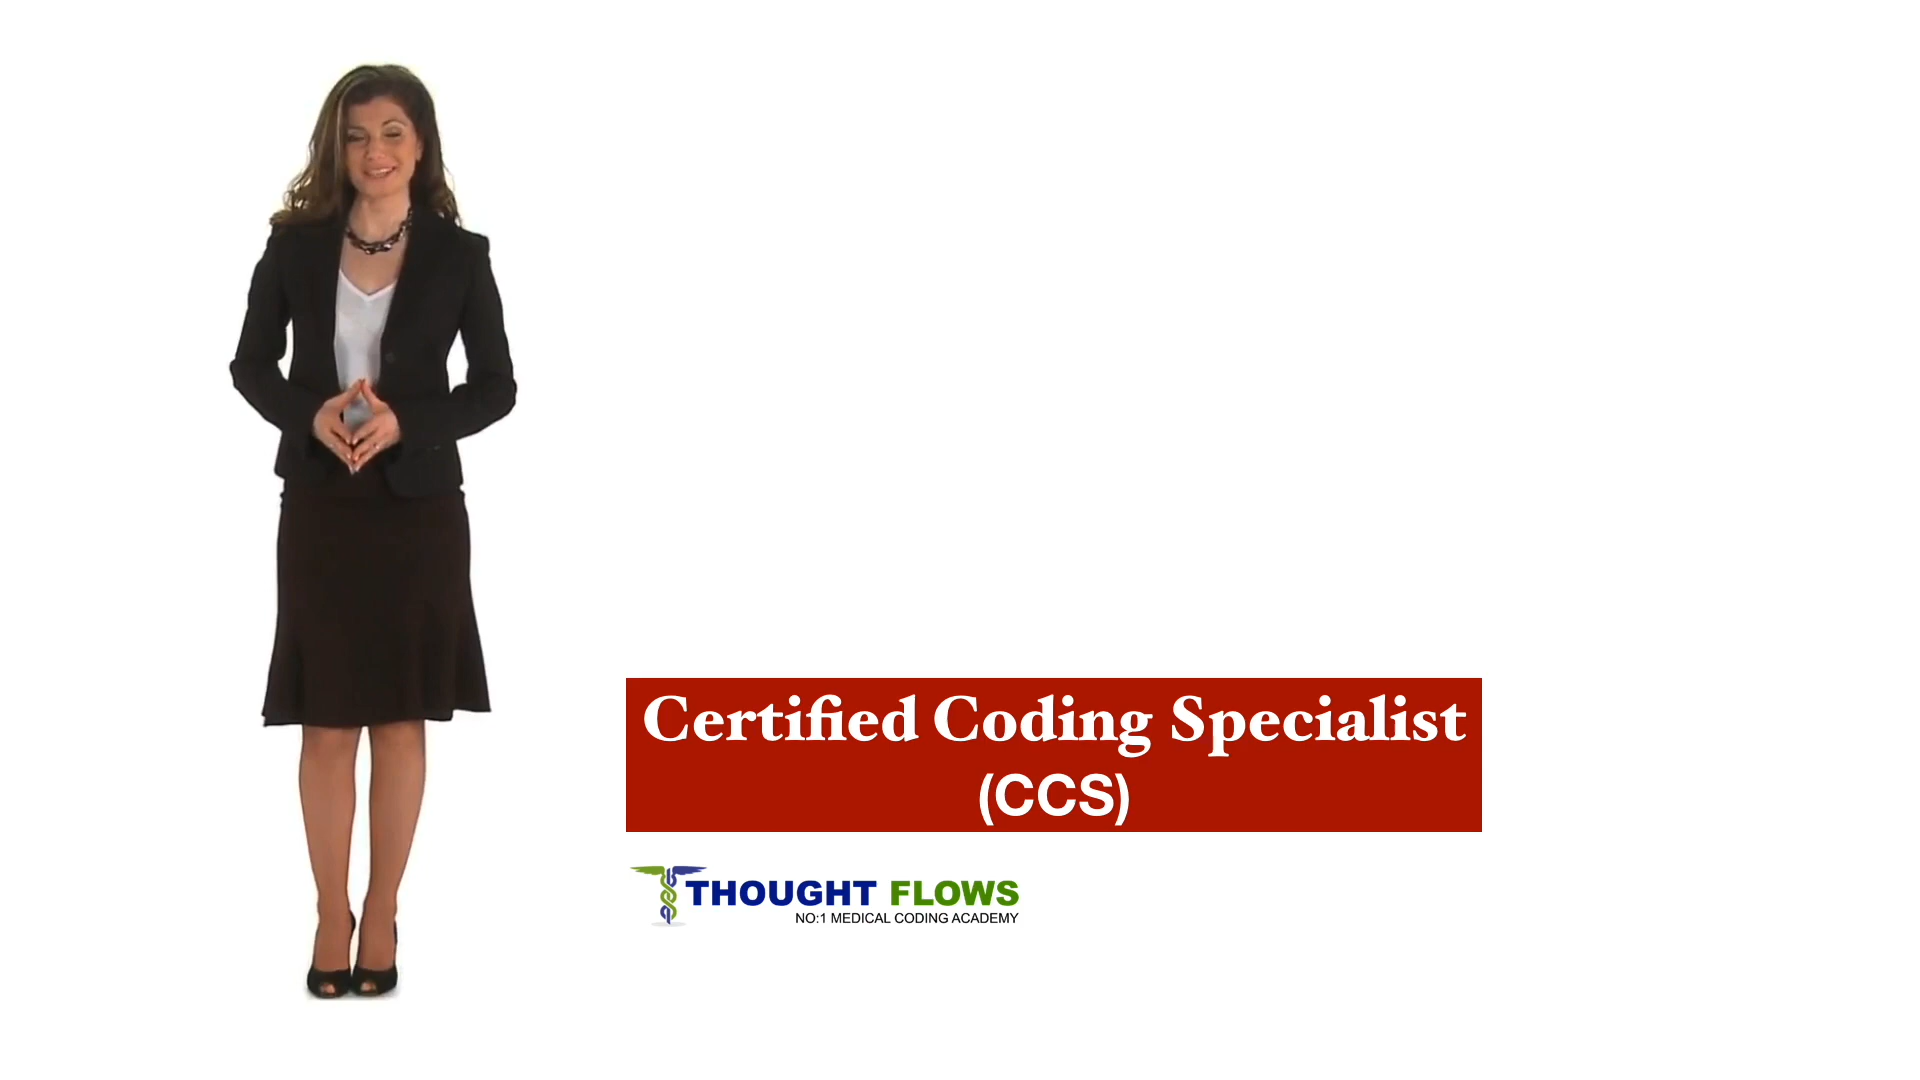 Certified Coding Specialist
(CCS)
THOUGHT FLOWS
NO:1 MEDICAL CODING ACADEMY